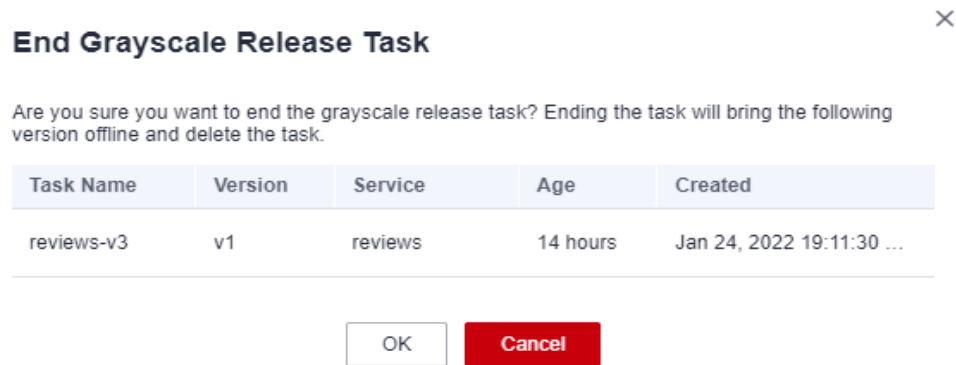 End Grayscale Release Task
Are you sure you want to end the grayscale release task? Ending the task will bring the following
version offline and delete the task.
Task Name Version Service Age Created
reviews-v3 v1 reviews 14 hours Jan 24, 2022 19:11:30 ...
OK Cancel